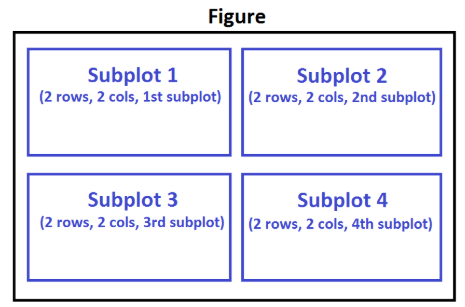 Figure
Subplot 1
(2 rows, 2 cols, 1st subplot)
Subplot 2
(2 rows, 2 cols, 2nd subplot)
Subplot 3
(2 rows, 2 cols, 3rd subplot)
Subplot 4
(2 rows, 2 cols, 4th subplot)